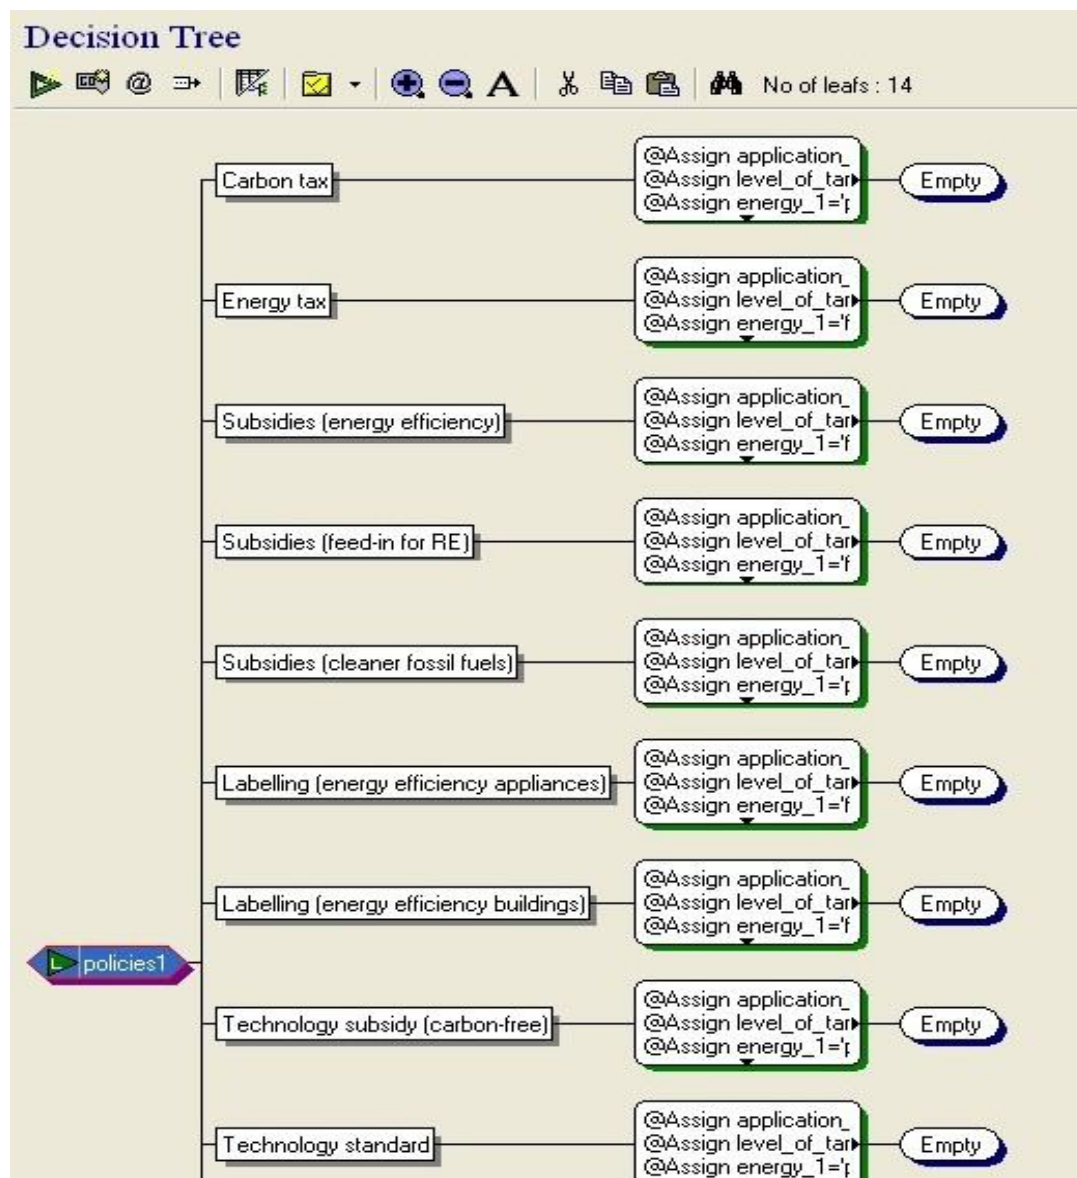 Decision Tree
No of leafs : 14
Carbon tax
@Assign application_
@Assign level_of_tar
@Assign energy_1='p
Empty
Energy tax
@Assign application_
@Assign level_of_tar
@Assign energy_1='f
Empty
Subsidies (energy efficiency)
@Assign application_
@Assign level_of_tar
@Assign energy_1='f
Empty
Subsidies (feed-in for RE)
@Assign application_
@Assign level_of_tar
@Assign energy_1='f
Empty
Subsidies (cleaner fossil fuels)
@Assign application_
@Assign level_of_tar
@Assign energy_1='p
Empty
Labelling (energy efficiency appliances)
@Assign application_
@Assign level_of_tar
@Assign energy_1='f
Empty
Labelling (energy efficiency buildings)
@Assign application_
@Assign level_of_tar
@Assign energy_1='f
Empty
policies1
Technology subsidy (carbon-free)
@Assign application_
@Assign level_of_tar
@Assign energy_1='p
Empty
Technology standard
@Assign application_
@Assign level_of_tar
@Assign energy_1='p
Empty